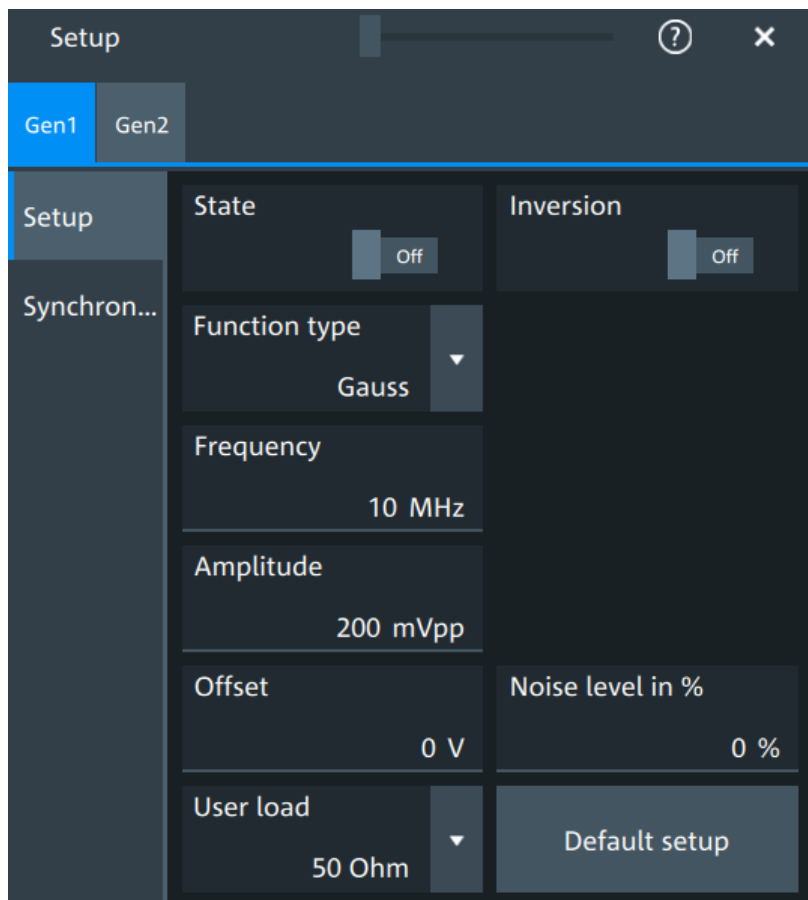 Setup
?
Gen1 Gen2
Setup
Synchron...
State
Off
Inversion
Off
Function type
Gauss
Frequency
10 MHz
Amplitude
200 mVpp
Offset
0 V
Noise level in %
0 %
User load
50 Ohm
Default setup